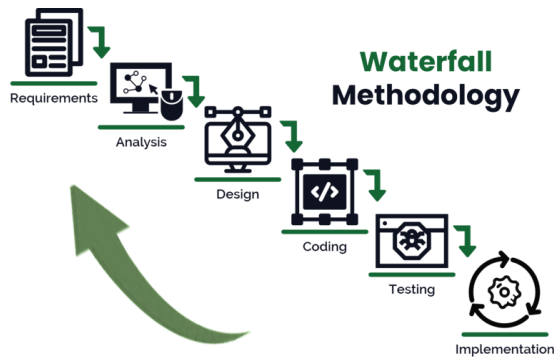 Waterfall
Methodology
Requirements
Analysis
Design
</>
Coding
Testing
Implementation